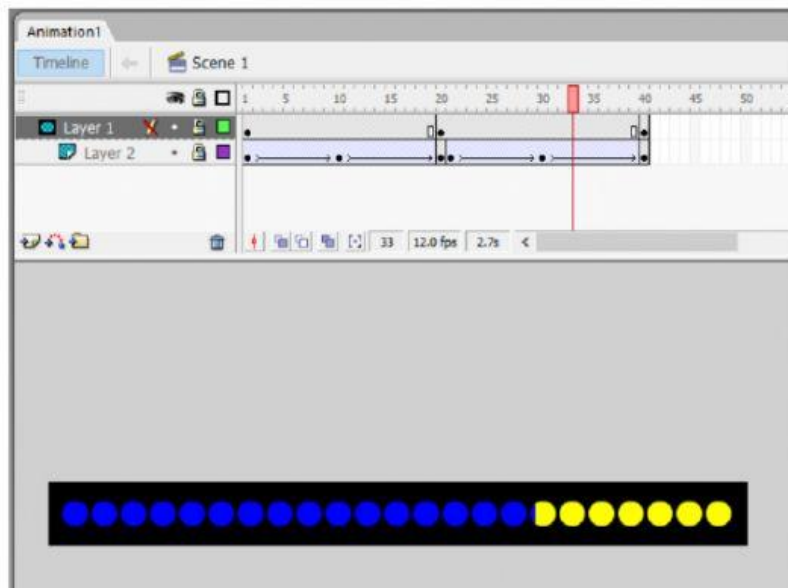 Animation1
Timeline Scene 1
1 5 10 15 20 25 30 35 40 45 50
Layer 1
Layer 2
33 12.0 fps 2.7s